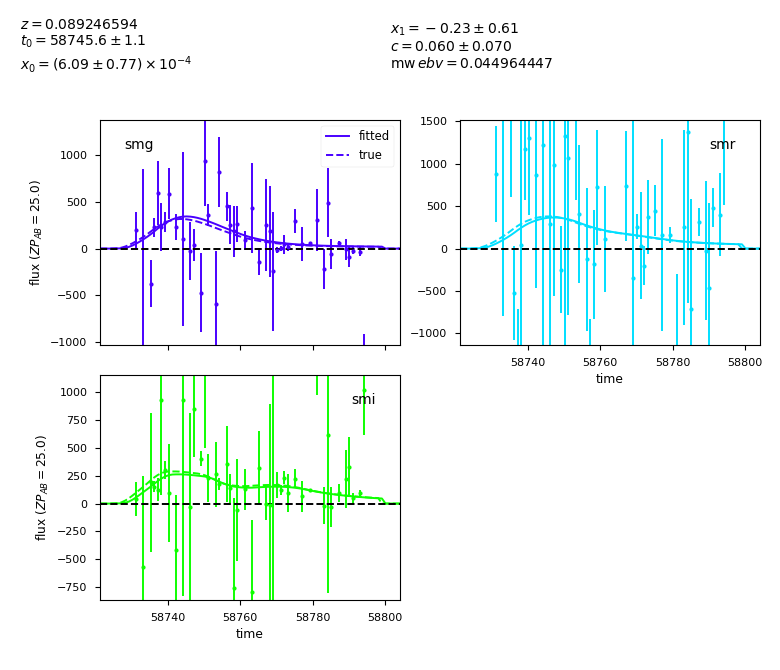 z = 0.089246594
t₀ = 58745.6 ± 1.1
x₀ = (6.09 ± 0.77) × 10⁻⁴
x₁ = −0.23 ± 0.61
c = 0.060 ± 0.070
mw ebv = 0.044964447
smg
fitted
true
1000
500
0
−500
−1000
flux (ZP_AB = 25.0)
smr
1500
1000
500
0
−500
−1000
58740 58760 58780 58800
time
smi
1000
750
500
250
0
−250
−500
−750
flux (ZP_AB = 25.0)
58740 58760 58780 58800
time